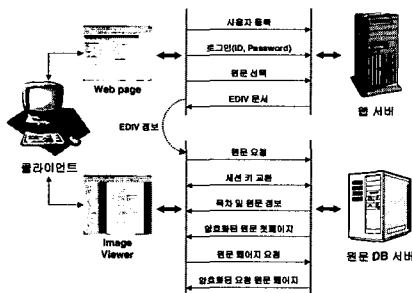 사용자 등록
로그인(ID, Password)
원문 선택
EDIV 문서
Web page
웹 서버
EDIV 정보
클라이언트
원문 요청
세션 키 교환
목차 및 원문 정보
암호화된 원문 첫페이지
원문 페이지 요청
암호화된 요청 원문 페이지
Image
Viewer
원문 DB 서버